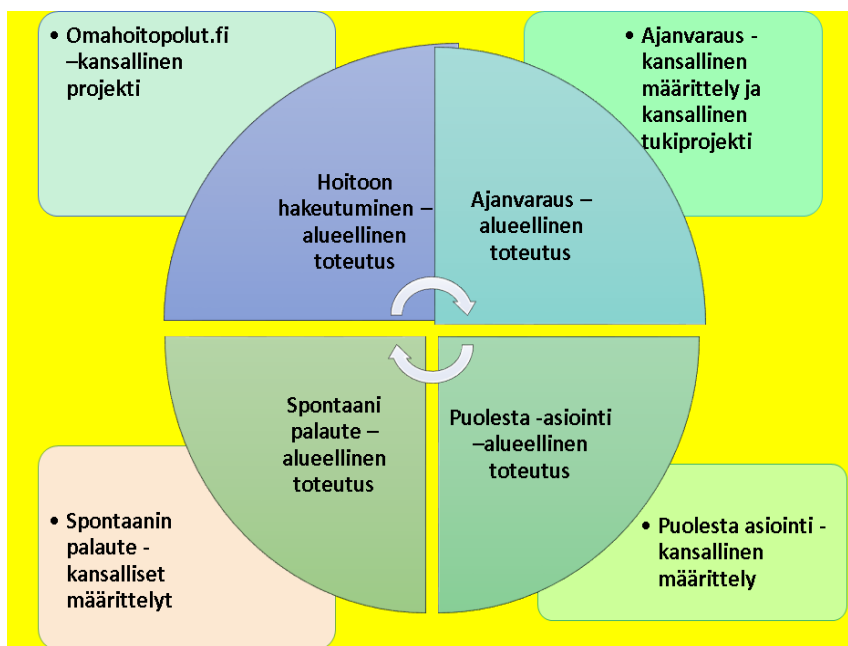 • Omahoitopolut.fi
–kansallinen
projekti
• Ajanvaraus -
kansallinen
määrittely ja
kansallinen
tukiprojekti
Hoitoon
hakeutuminen –
alueellinen
toteutus
Ajanvaraus –
alueellinen
toteutus
Spontaani
palaute –
alueellinen
toteutus
Puolesta -asiointi
–alueellinen
toteutus
• Spontaanin
palaute -
kansalliset
määrittelyt
• Puolesta asiointi -
kansallinen
määrittely